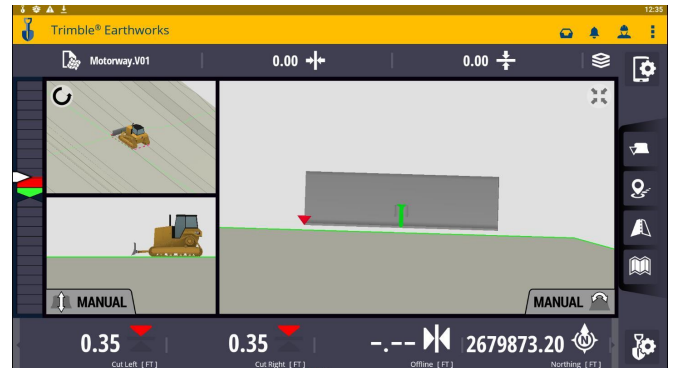 12:35
Trimble® Earthworks
Motorway.V01
0.00
0.00
MANUAL
MANUAL
0.35
0.35
-.--
2679873.20
N
Cut Left [ FT ]
Cut Right [ FT ]
Offline [ FT ]
Northing [ FT ]